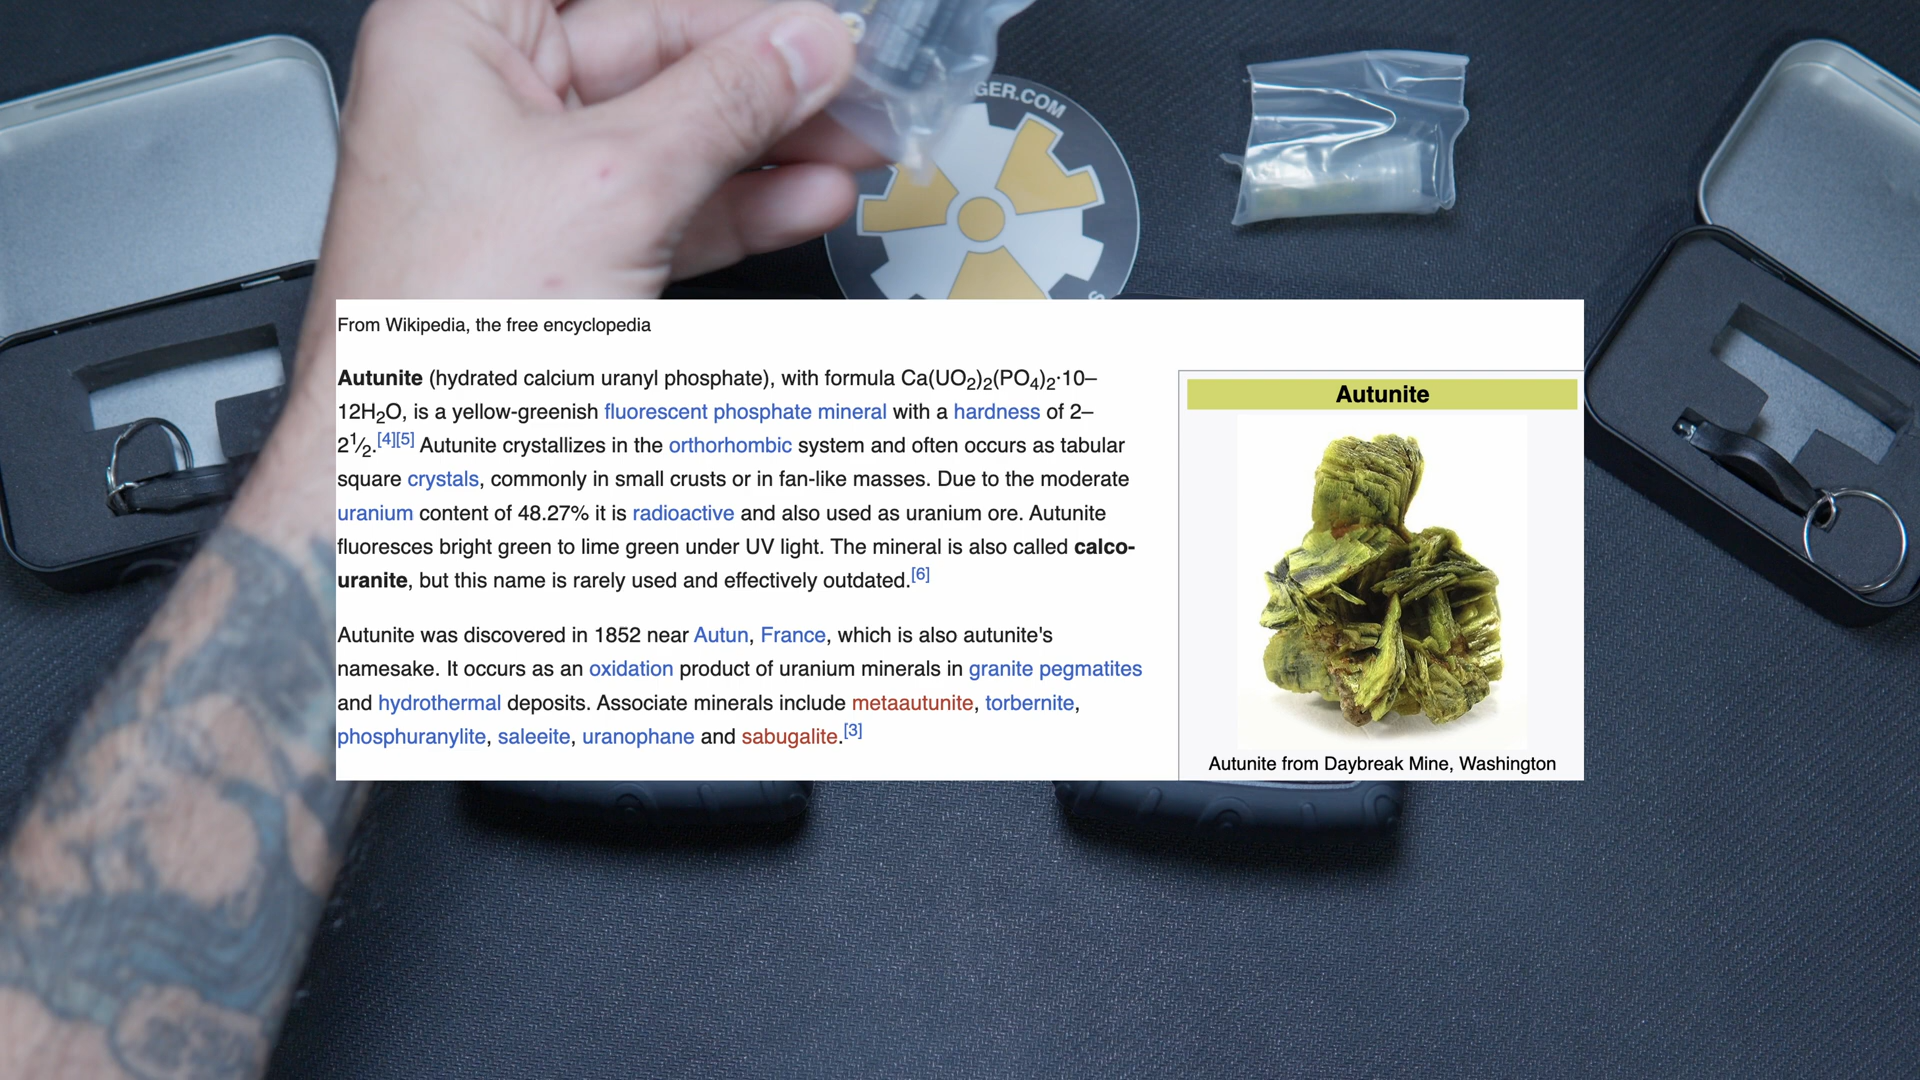 GER.COM
From Wikipedia, the free encyclopedia
Autunite (hydrated calcium uranyl phosphate), with formula Ca(UO2)2(PO4)2·10–
12H2O, is a yellow-greenish fluorescent phosphate mineral with a hardness of 2–
2½.[4][5] Autunite crystallizes in the orthorhombic system and often occurs as tabular
square crystals, commonly in small crusts or in fan-like masses. Due to the moderate
uranium content of 48.27% it is radioactive and also used as uranium ore. Autunite
fluoresces bright green to lime green under UV light. The mineral is also called calco-
uranite, but this name is rarely used and effectively outdated.[6]
Autunite was discovered in 1852 near Autun, France, which is also autunite's
namesake. It occurs as an oxidation product of uranium minerals in granite pegmatites
and hydrothermal deposits. Associate minerals include metaautunite, torbernite,
phosphuranylite, saleeite, uranophane and sabugalite.[3]
Autunite
Autunite from Daybreak Mine, Washington